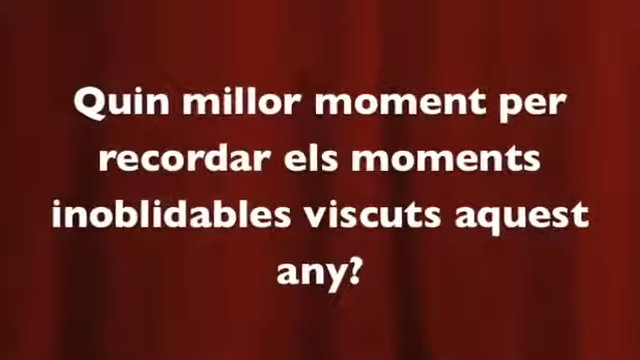 Quin millor moment per
recordar els moments
inoblidables viscuts aquest
any?